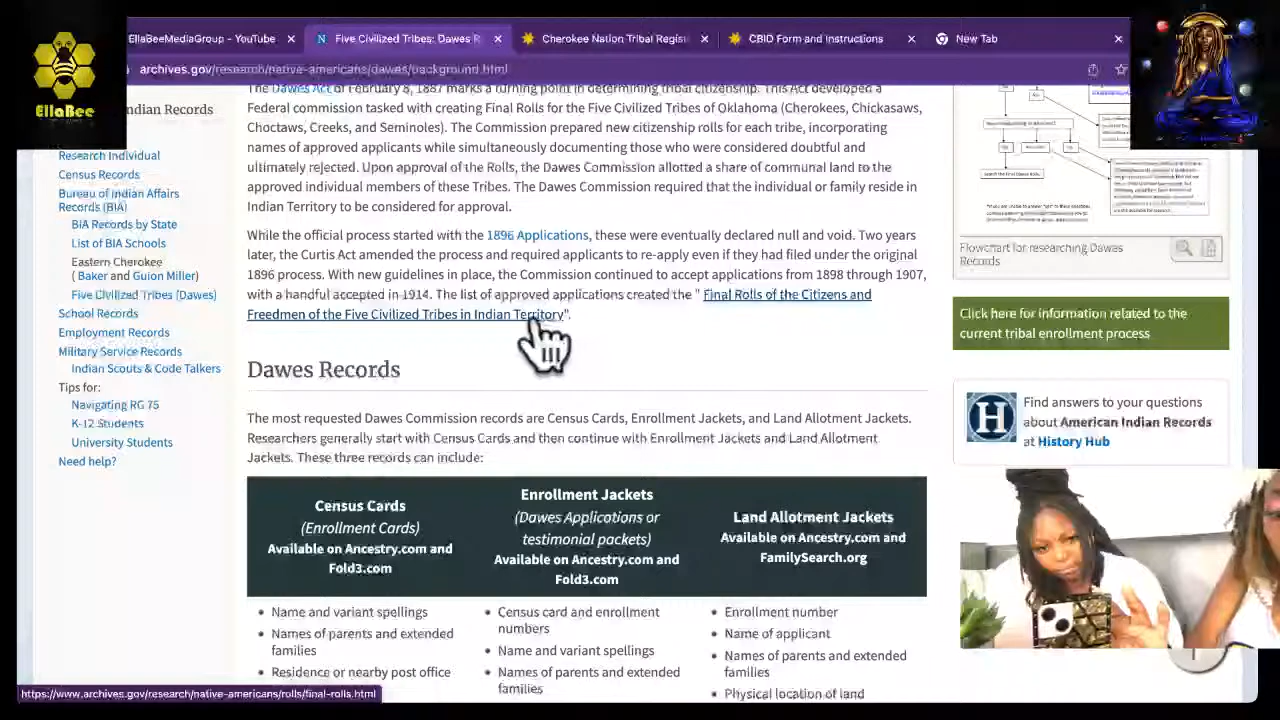 EllaBeeMediaGroup - YouTube
Five Civilized Tribes: Dawes R
Cherokee Nation Tribal Regist
CBID Form and Instructions
New Tab
archives.gov/research/native-americans/dawes/background.html
EllaBee
Indian Records
Research Individual
Census Records
Bureau of Indian Affairs
Records (BIA)
BIA Records by State
List of BIA Schools
Eastern Cherokee
( Baker and Guion Miller)
Five Civilized Tribes (Dawes)
School Records
Employment Records
Military Service Records
Indian Scouts & Code Talkers
Tips for:
Navigating RG 75
K-12 Students
University Students
Need help?
The Dawes Act of February 8, 1887 marks a turning point in determining tribal citizenship. This Act developed a
Federal commission tasked with creating Final Rolls for the Five Civilized Tribes of Oklahoma (Cherokee, Chickasaws,
Choctaws, Creeks, and Seminoles). The Commission prepared new citizenship rolls for each tribe, incorporating
names of approved applicants while simultaneously documenting those who were considered doubtful and
ultimately rejected. Upon approval of the Rolls, the Dawes Commission allotted a share of communal land to the
approved individual members of these Tribes. The Dawes Commission required that the individual or family reside in
Indian Territory to be considered for approval.
While the official process started with the 1896 Applications, these were eventually declared null and void. Two years
later, the Curtis Act amended the process and required applicants to re-apply even if they had filed under the original
1896 process. With new guidelines in place, the Commission continued to accept applications from 1898 through 1907,
with a handful accepted in 1914. The list of approved applications created the " Final Rolls of the Citizens and
Freedmen of the Five Civilized Tribes in Indian Territory".
Dawes Records
The most requested Dawes Commission records are Census Cards, Enrollment Jackets, and Land Allotment Jackets.
Researchers generally start with Census Cards and then continue with Enrollment Jackets and Land Allotment
Jackets. These three records can include:
Census Cards
(Enrollment Cards)
Available on Ancestry.com and
Fold3.com
Enrollment Jackets
(Dawes Applications or
testimonial packets)
Available on Ancestry.com and
Fold3.com
Land Allotment Jackets
Available on Ancestry.com and
FamilySearch.org
• Name and variant spellings
• Names of parents and extended
families
• Residence or nearby post office
• Census card and enrollment
numbers
• Name and variant spellings
• Names of parents and extended
families
• Enrollment number
• Name of applicant
• Names of parents and extended
families
• Physical location of land
Flowchart for researching Dawes
Records
Click here for information related to the
current tribal enrollment process
H
Find answers to your questions
about American Indian Records
at History Hub
https://www.archives.gov/research/native-americans/rolls/final-rolls.html